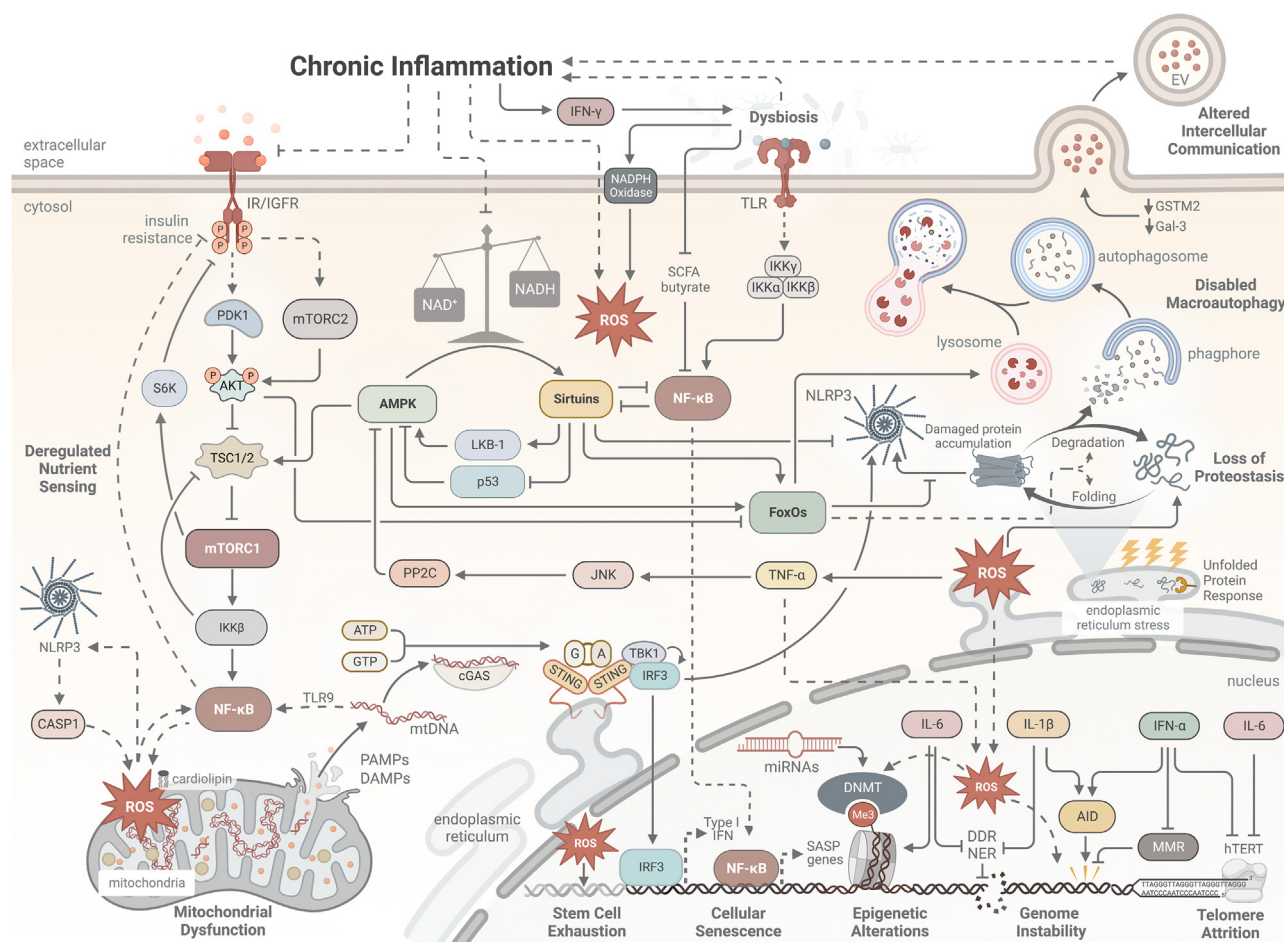 Chronic Inflammation
EV
IFN-γ
Dysbiosis
Altered
Intercellular
Communication
extracellular
space
cytosol
IR/IGFR
insulin
resistance
P P
P P
NADPH
Oxidase
TLR
GSTM2
Gal-3
autophagosome
Disabled
Macroautophagy
NAD+
NADH
SCFA
butyrate
IKKγ
IKKα
IKKβ
ROS
PDK1
mTORC2
lysosome
phagphore
P
P
AKT
S6K
AMPK
Sirtuins
NF-κB
NLRP3
Damaged protein
accumulation
Degradation
Folding
Loss of
Proteostasis
LKB-1
p53
Deregulated
Nutrient
Sensing
TSC1/2
FoxOs
mTORC1
PP2C
JNK
TNF-α
ROS
Unfolded
Protein
Response
endoplasmic
reticulum stress
IKKβ
NLRP3
ATP
GTP
cGAS
G
A
TBK1
STING
STING
IRF3
nucleus
CASP1
NF-κB
TLR9
mtDNA
PAMPs
DAMPs
cardiolipin
ROS
mitochondria
Mitochondrial
Dysfunction
endoplasmic
reticulum
miRNAs
DNMT
Me3
IL-6
IL-1β
IFN-α
IL-6
ROS
AID
DDR
NER
MMR
hTERT
ROS
IRF3
Type I
IFN
NF-κB
SASP
genes
TTAGGGTTAGGGTTAGGGTTAGGG 3'
AATCCCAATCCCAATCCC 5'
Stem Cell
Exhaustion
Cellular
Senescence
Epigenetic
Alterations
Genome
Instability
Telomere
Attrition